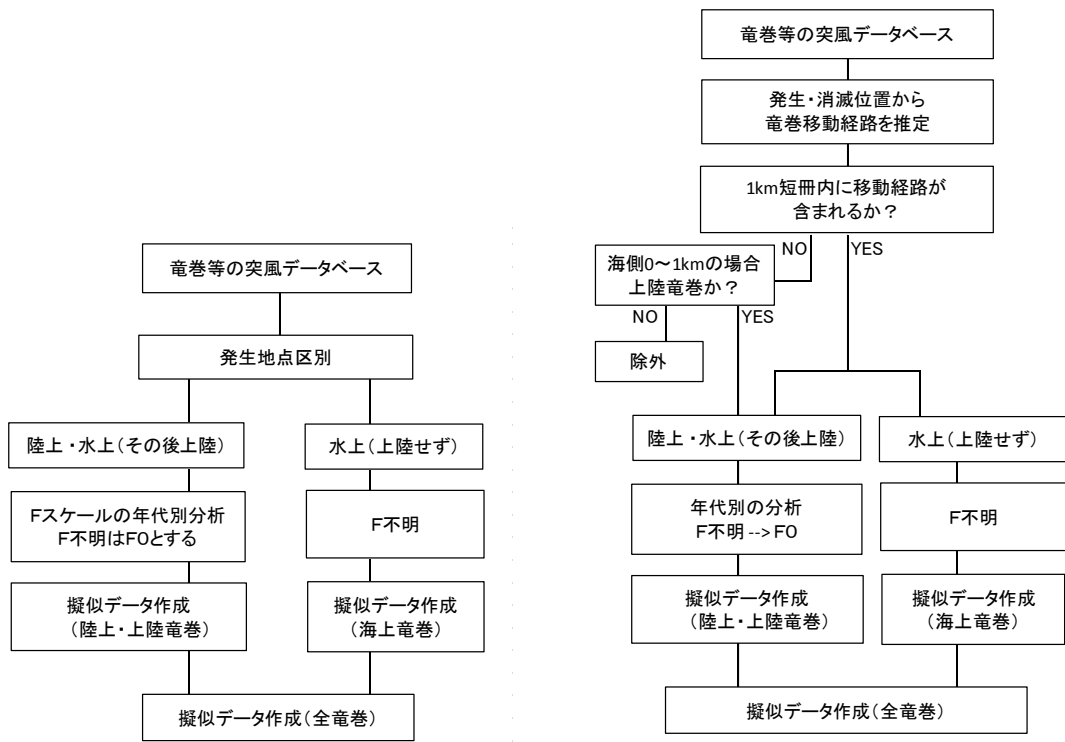 竜巻等の突風データベース
発生地点区別
陸上・水上(その後上陸)
水上(上陸せず)
Fスケールの年代別分析
F不明はF0とする
F不明
擬似データ作成
(陸上・上陸竜巻)
擬似データ作成
(海上竜巻)
擬似データ作成(全竜巻)
竜巻等の突風データベース
発生・消滅位置から
竜巻移動経路を推定
1km短冊内に移動経路が
含まれるか?
NO
YES
海側0~1kmの場合
上陸竜巻か?
NO
YES
除外
陸上・水上(その後上陸)
水上(上陸せず)
年代別の分析
F不明 --> F0
F不明
擬似データ作成
(陸上・上陸竜巻)
擬似データ作成
(海上竜巻)
擬似データ作成(全竜巻)